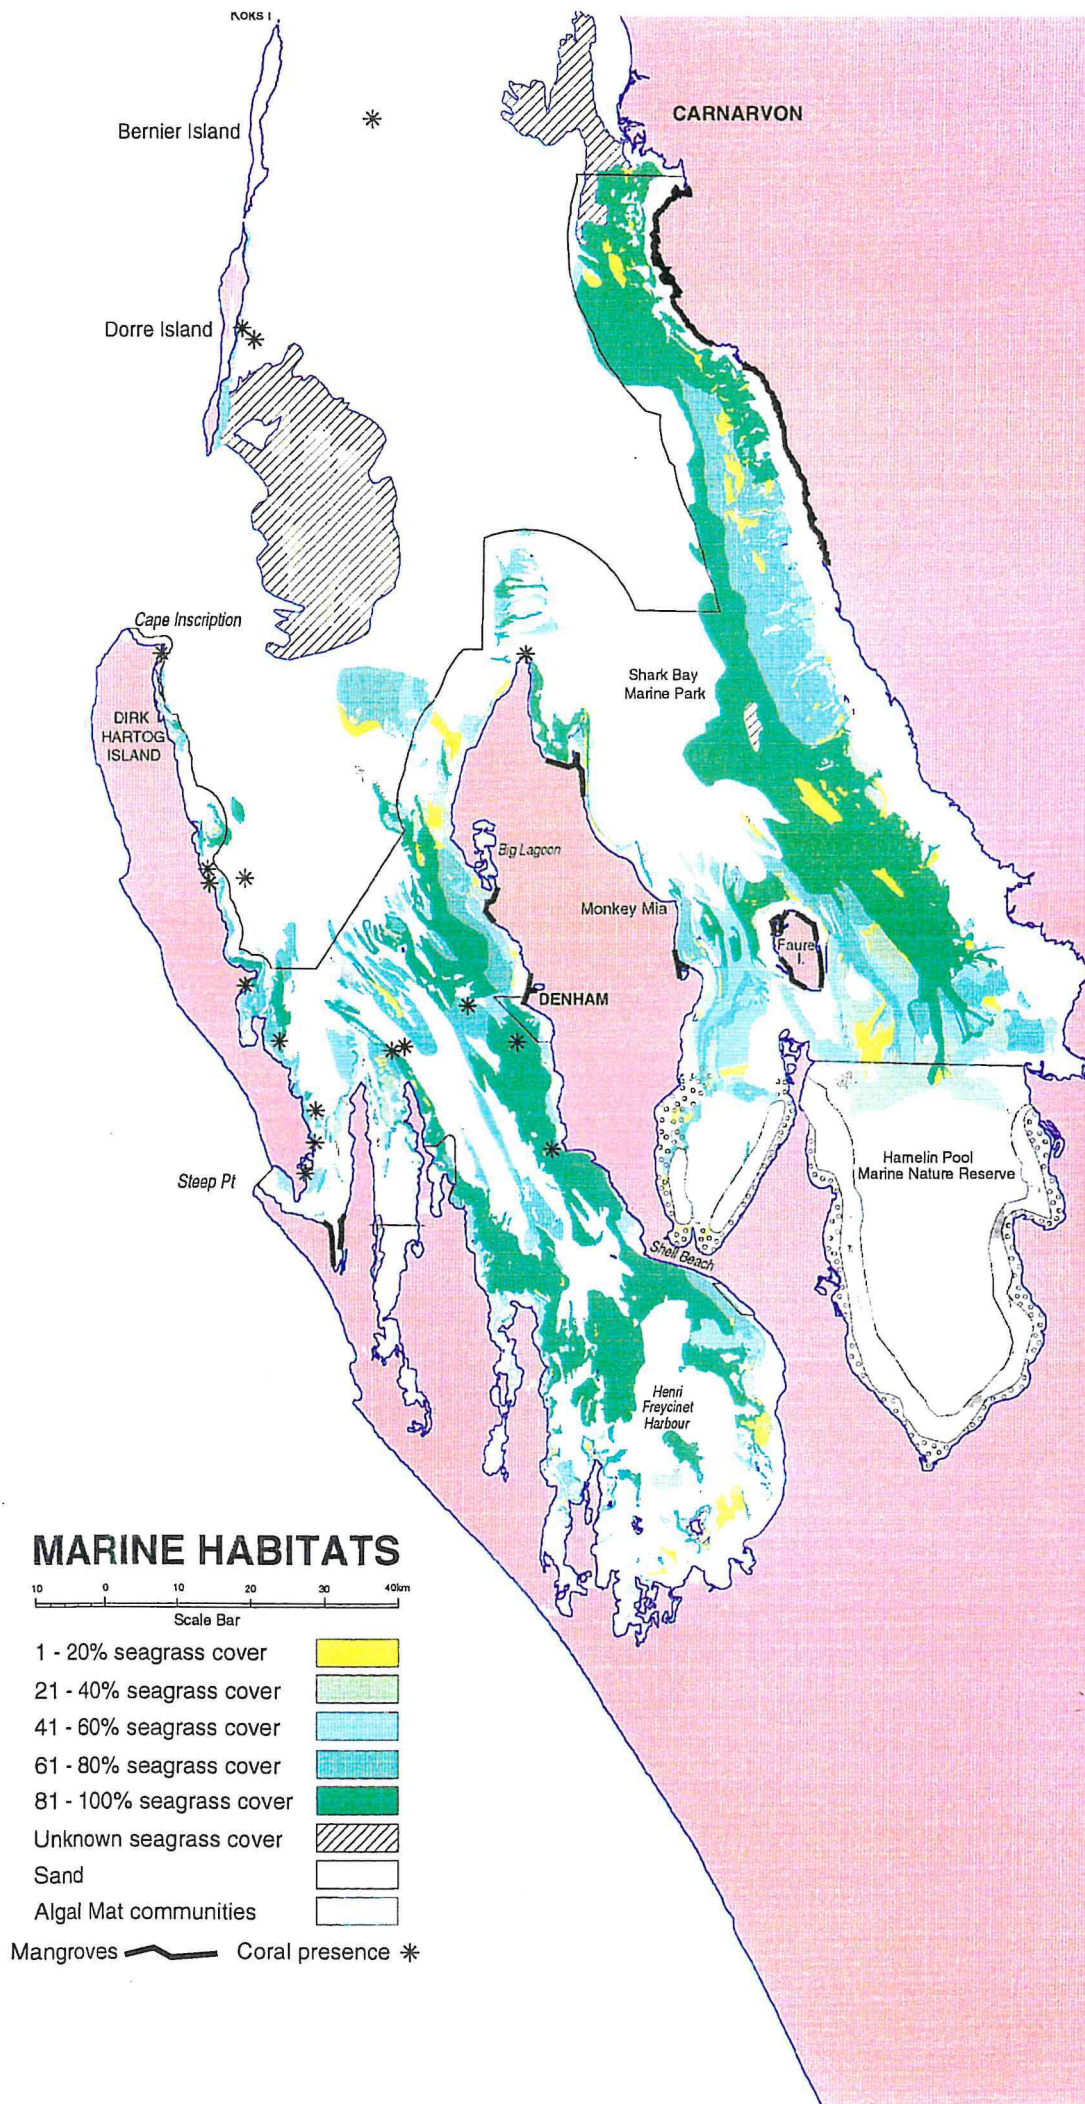 KOKS I
CARNARVON
Bernier Island
Dorre Island
Cape Inscription
DIRK
HARTOG
ISLAND
Shark Bay
Marine Park
Big Lagoon
Monkey Mia
Faure
I.
DENHAM
Steep Pt
Hamelin Pool
Marine Nature Reserve
Shell Beach
Henri
Freycinet
Harbour
MARINE HABITATS
10 0 10 20 30 40km
Scale Bar
1 - 20% seagrass cover
21 - 40% seagrass cover
41 - 60% seagrass cover
61 - 80% seagrass cover
81 - 100% seagrass cover
Unknown seagrass cover
Sand
Algal Mat communities
Mangroves Coral presence